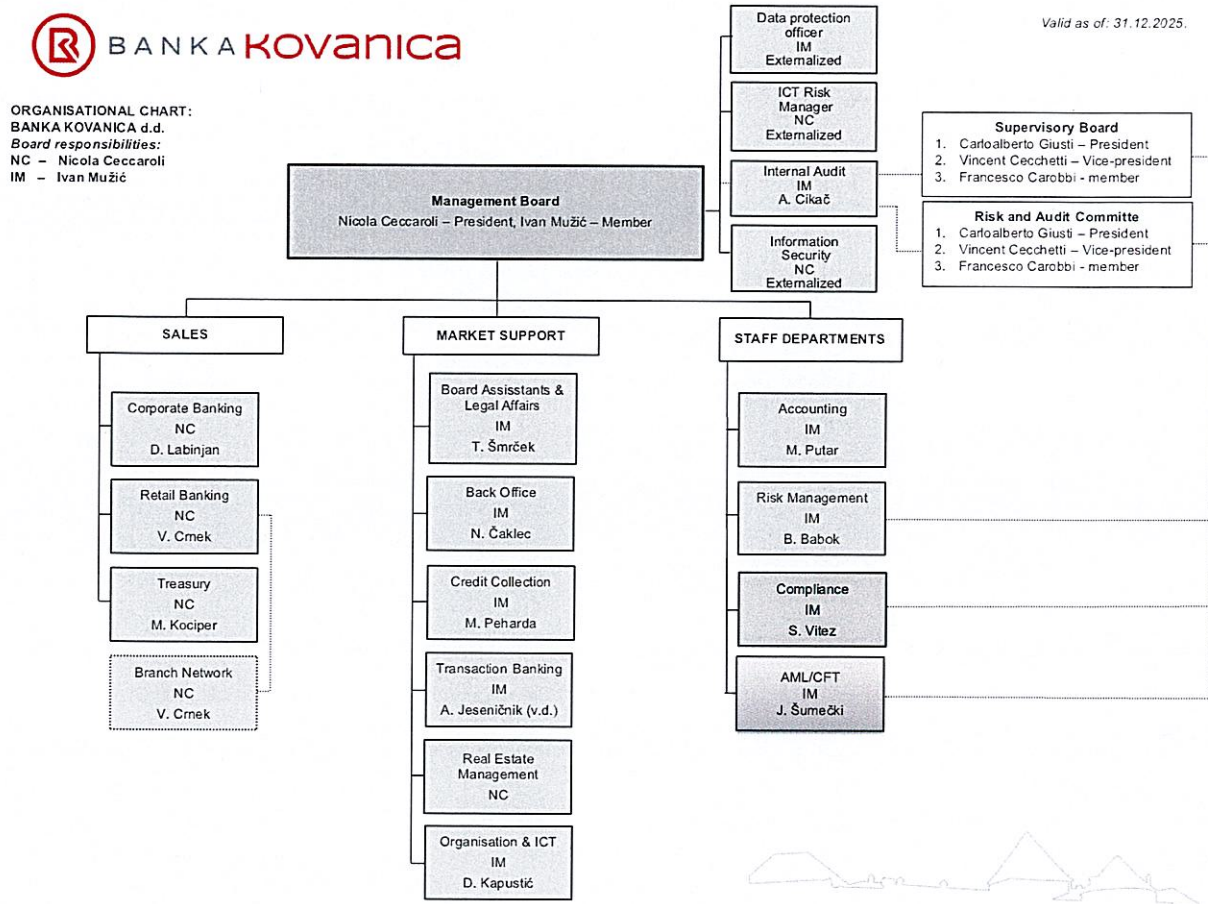 BANKA KOVANICA
Valid as of: 31.12.2025.
ORGANISATIONAL CHART:
BANKA KOVANICA d.d.
Board responsibilities:
NC – Nicola Ceccaroli
IM – Ivan Mužić
Management Board
Nicola Ceccaroli – President, Ivan Mužić – Member
Data protection
officer
IM
Externalized
ICT Risk
Manager
NC
Externalized
Internal Audit
IM
A. Cikač
Information
Security
NC
Externalized
Supervisory Board
1. Carloalberto Giusti – President
2. Vincent Cecchetti – Vice-president
3. Francesco Carobbi - member
Risk and Audit Committe
1. Carloalberto Giusti – President
2. Vincent Cecchetti – Vice-president
3. Francesco Carobbi - member
SALES
Corporate Banking
NC
D. Labinjan
Retail Banking
NC
V. Crnek
Treasury
NC
M. Kociper
Branch Network
NC
V. Crnek
MARKET SUPPORT
Board Assisstants &
Legal Affairs
IM
T. Šmrček
Back Office
IM
N. Čaklec
Credit Collection
IM
M. Peharda
Transaction Banking
IM
A. Jeseničnik (v.d.)
Real Estate
Management
NC
Organisation & ICT
IM
D. Kapustić
STAFF DEPARTMENTS
Accounting
IM
M. Putar
Risk Management
IM
B. Babok
Compliance
IM
S. Vitez
AML/CFT
IM
J. Šumečki